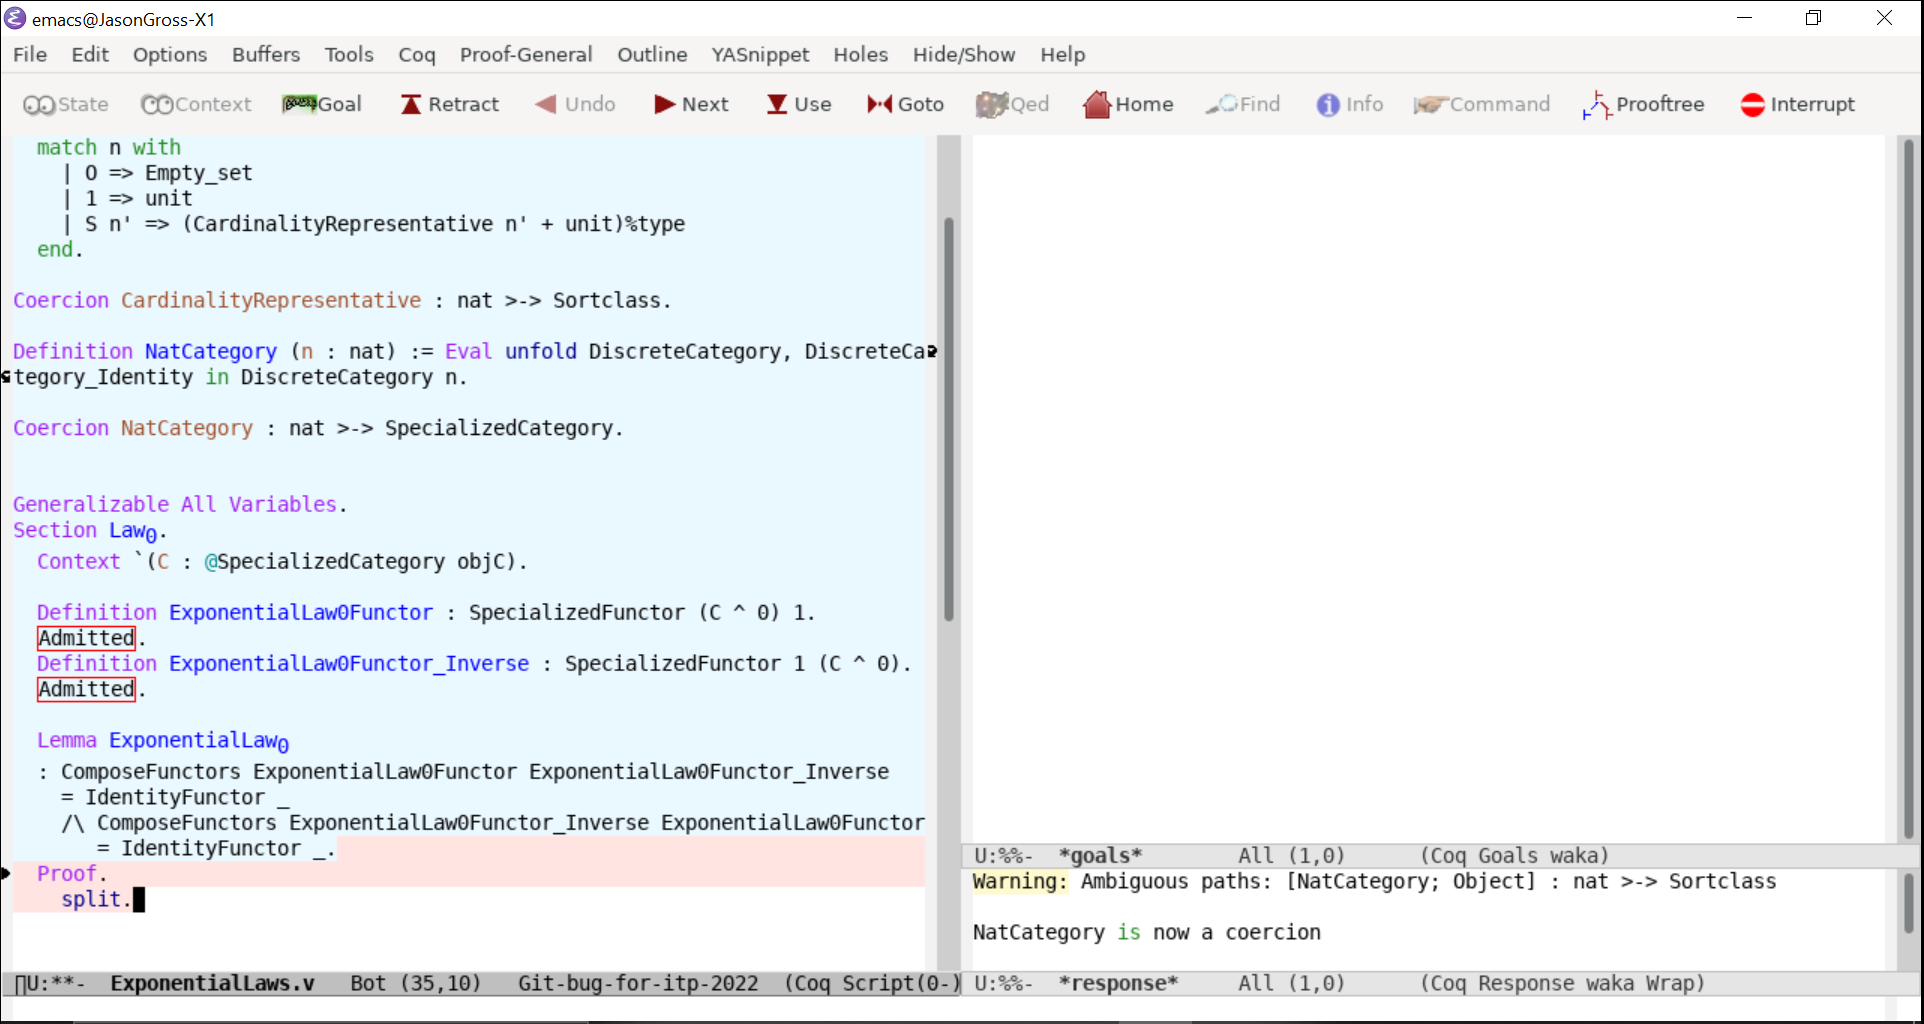 emacs@JasonGross-X1
File Edit Options Buffers Tools Coq Proof-General Outline YASnippet Holes Hide/Show Help
State Context Goal Retract Undo Next Use Goto Qed Home Find Info Command Prooftree Interrupt
match n with
| O => Empty_set
| 1 => unit
| S n' => (CardinalityRepresentative n' + unit)%type
end.
Coercion CardinalityRepresentative : nat >-> Sortclass.
Definition NatCategory (n : nat) := Eval unfold DiscreteCategory, DiscreteCa
tegory_Identity in DiscreteCategory n.
Coercion NatCategory : nat >-> SpecializedCategory.
Generalizable All Variables.
Section Law₀.
Context `(C : @SpecializedCategory objC).
Definition ExponentialLaw0Functor : SpecializedFunctor (C ^ 0) 1.
Admitted.
Definition ExponentialLaw0Functor_Inverse : SpecializedFunctor 1 (C ^ 0).
Admitted.
Lemma ExponentialLaw₀
: ComposeFunctors ExponentialLaw0Functor ExponentialLaw0Functor_Inverse
= IdentityFunctor _
/\ ComposeFunctors ExponentialLaw0Functor_Inverse ExponentialLaw0Functor
= IdentityFunctor _.
Proof.
split.
U:**- ExponentialLaws.v Bot (35,10) Git-bug-for-itp-2022 (Coq Script(0-)
U:%%- *goals* All (1,0) (Coq Goals waka)
Warning: Ambiguous paths: [NatCategory; Object] : nat >-> Sortclass
NatCategory is now a coercion
U:%%- *response* All (1,0) (Coq Response waka Wrap)